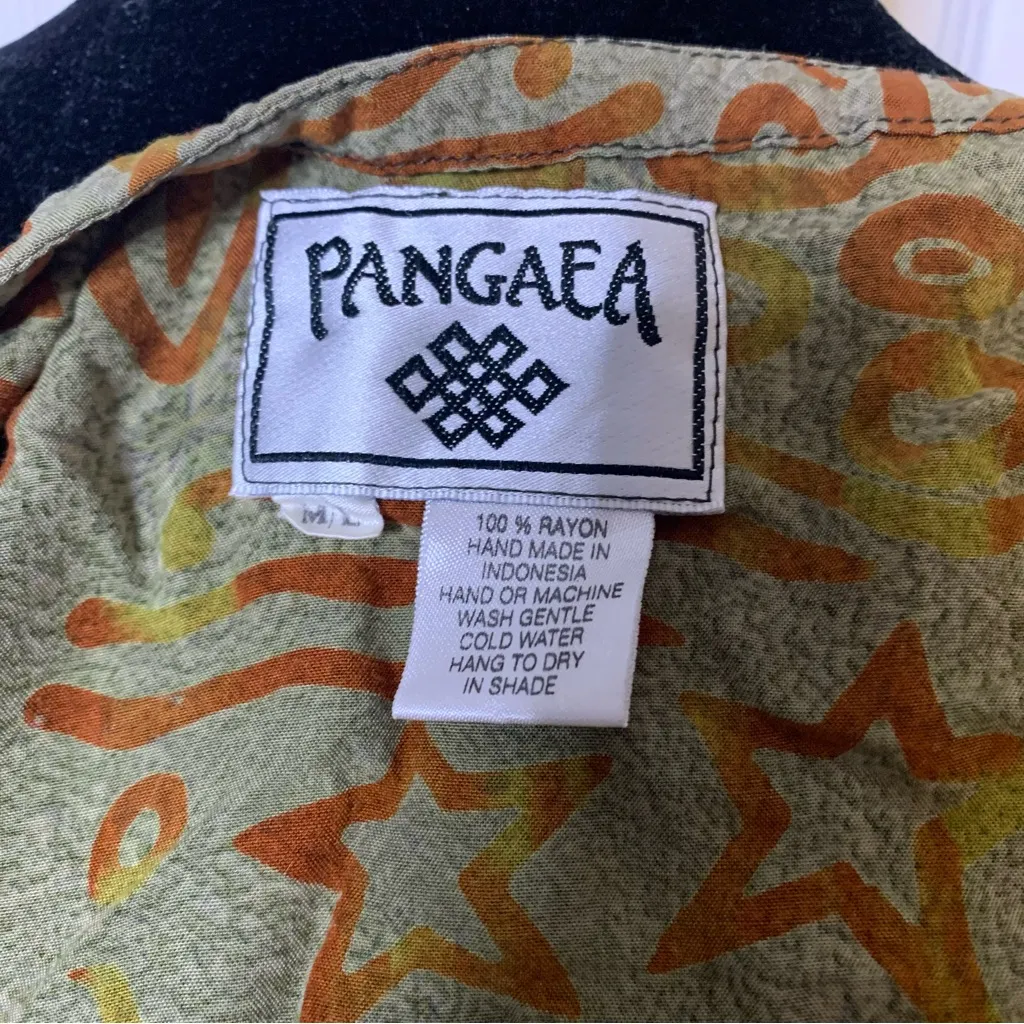 PANGAEA
M/L
100 % RAYON
HAND MADE IN
INDONESIA
HAND OR MACHINE
WASH GENTLE
COLD WATER
HANG TO DRY
IN SHADE